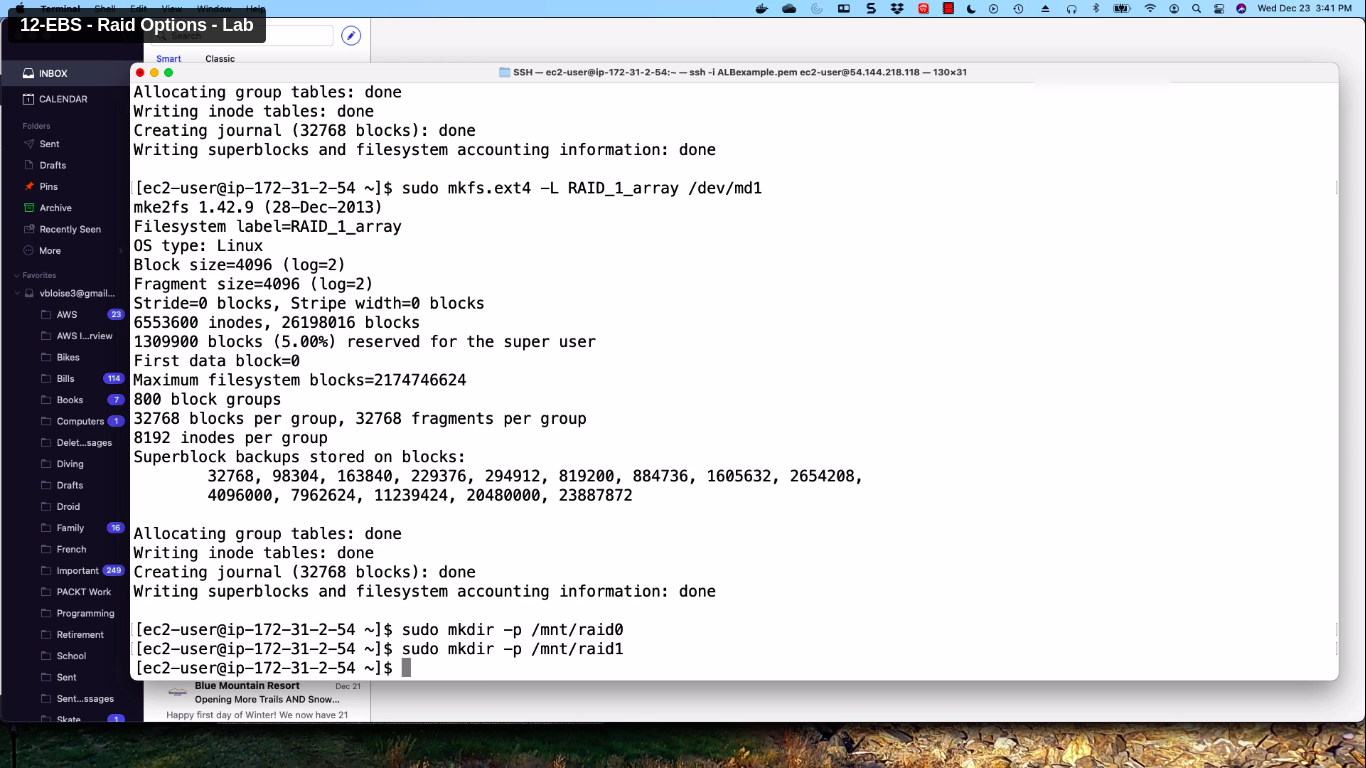 Terminal Shell Edit View Window Help
Wed Dec 23 3:41 PM
12-EBS - Raid Options - Lab
Search
Smart Classic
INBOX
CALENDAR
Folders
Sent
Drafts
Pins
Archive
Recently Seen
More
Favorites
vbloise3@gmail...
AWS 23
AWS I...rview
Bikes
Bills 114
Books 7
Computers 1
Delet...sages
Diving
Drafts
Droid
Family 16
French
Important 249
PACKT Work
Programming
Retirement
School
Sent
Sent...ssages
Skate 1
SSH — ec2-user@ip-172-31-2-54:~ — ssh -i ALBexample.pem ec2-user@54.144.218.118 — 130×31
Allocating group tables: done
Writing inode tables: done
Creating journal (32768 blocks): done
Writing superblocks and filesystem accounting information: done
[ec2-user@ip-172-31-2-54 ~]$ sudo mkfs.ext4 -L RAID_1_array /dev/md1
mke2fs 1.42.9 (28-Dec-2013)
Filesystem label=RAID_1_array
OS type: Linux
Block size=4096 (log=2)
Fragment size=4096 (log=2)
Stride=0 blocks, Stripe width=0 blocks
6553600 inodes, 26198016 blocks
1309900 blocks (5.00%) reserved for the super user
First data block=0
Maximum filesystem blocks=2174746624
800 block groups
32768 blocks per group, 32768 fragments per group
8192 inodes per group
Superblock backups stored on blocks:
32768, 98304, 163840, 229376, 294912, 819200, 884736, 1605632, 2654208,
4096000, 7962624, 11239424, 20480000, 23887872
Allocating group tables: done
Writing inode tables: done
Creating journal (32768 blocks): done
Writing superblocks and filesystem accounting information: done
[ec2-user@ip-172-31-2-54 ~]$ sudo mkdir -p /mnt/raid0
[ec2-user@ip-172-31-2-54 ~]$ sudo mkdir -p /mnt/raid1
[ec2-user@ip-172-31-2-54 ~]$
Blue Mountain Resort Dec 21
Opening More Trails AND Snow...
Happy first day of Winter! We now have 21